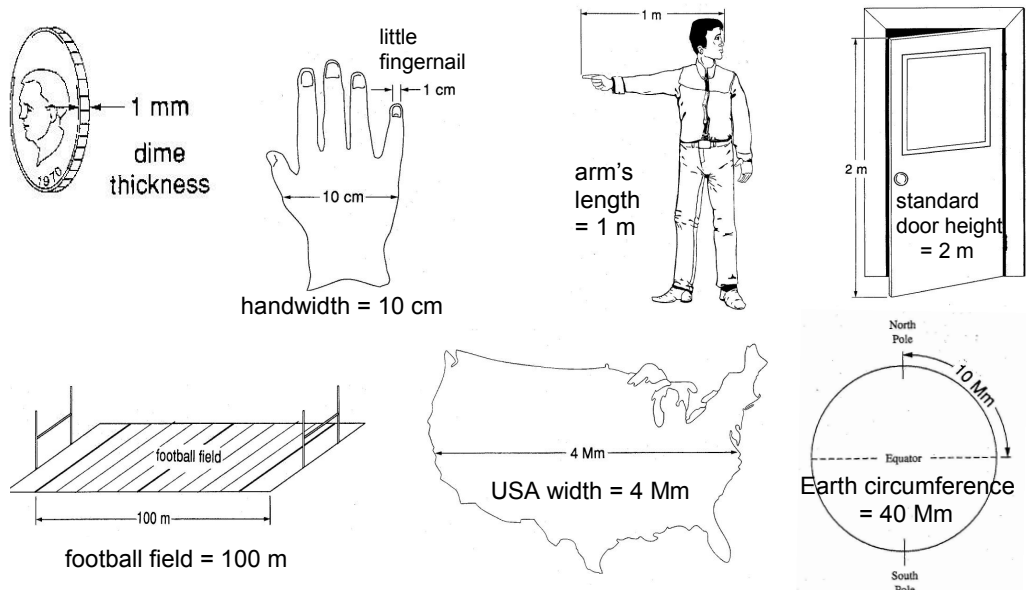 1 mm
dime
thickness
1970
little
fingernail
1 cm
10 cm
handwidth = 10 cm
1 m
arm's
length
= 1 m
2 m
standard
door height
= 2 m
football field
100 m
football field = 100 m
4 Mm
USA width = 4 Mm
North
Pole
10 Mm
Equator
Earth circumference
= 40 Mm
South
Pole